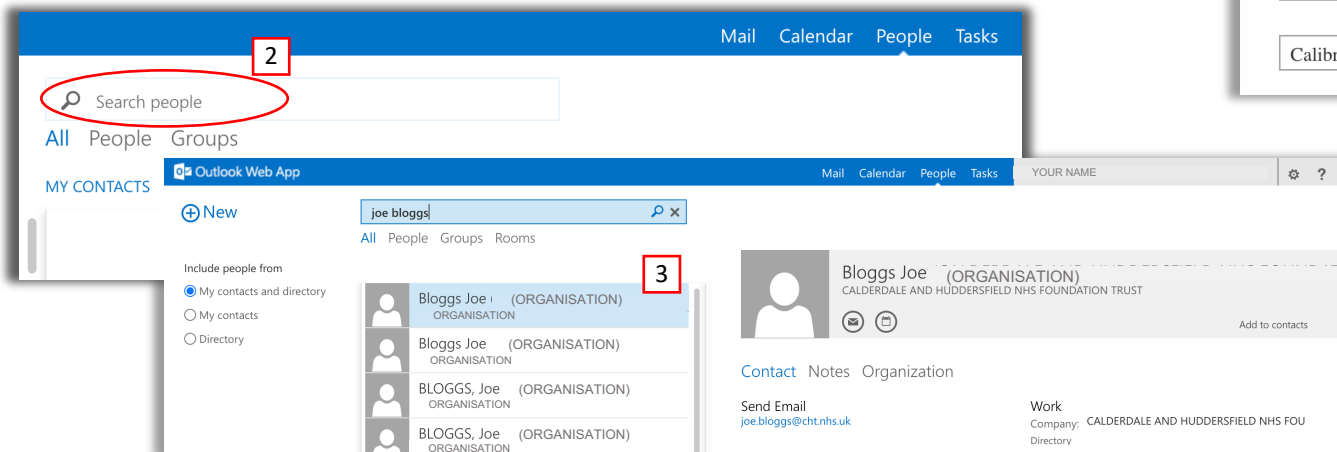 Mail Calendar People Tasks
2
Search people
All People Groups
MY CONTACTS
Calibr
Outlook Web App
Mail Calendar People Tasks
YOUR NAME
?
New
joe bloggs
All People Groups Rooms
Include people from
My contacts and directory
My contacts
Directory
3
Bloggs Joe (ORGANISATION)
ORGANISATION
Bloggs Joe (ORGANISATION)
ORGANISATION
BLOGGS, Joe (ORGANISATION)
ORGANISATION
BLOGGS, Joe (ORGANISATION)
ORGANISATION
Bloggs Joe (ORGANISATION)
CALDERDALE AND HUDDERSFIELD NHS FOUNDATION TRUST
Add to contacts
Contact Notes Organization
Send Email
joe.bloggs@cht.nhs.uk
Work
Company: CALDERDALE AND HUDDERSFIELD NHS FOU
Directory